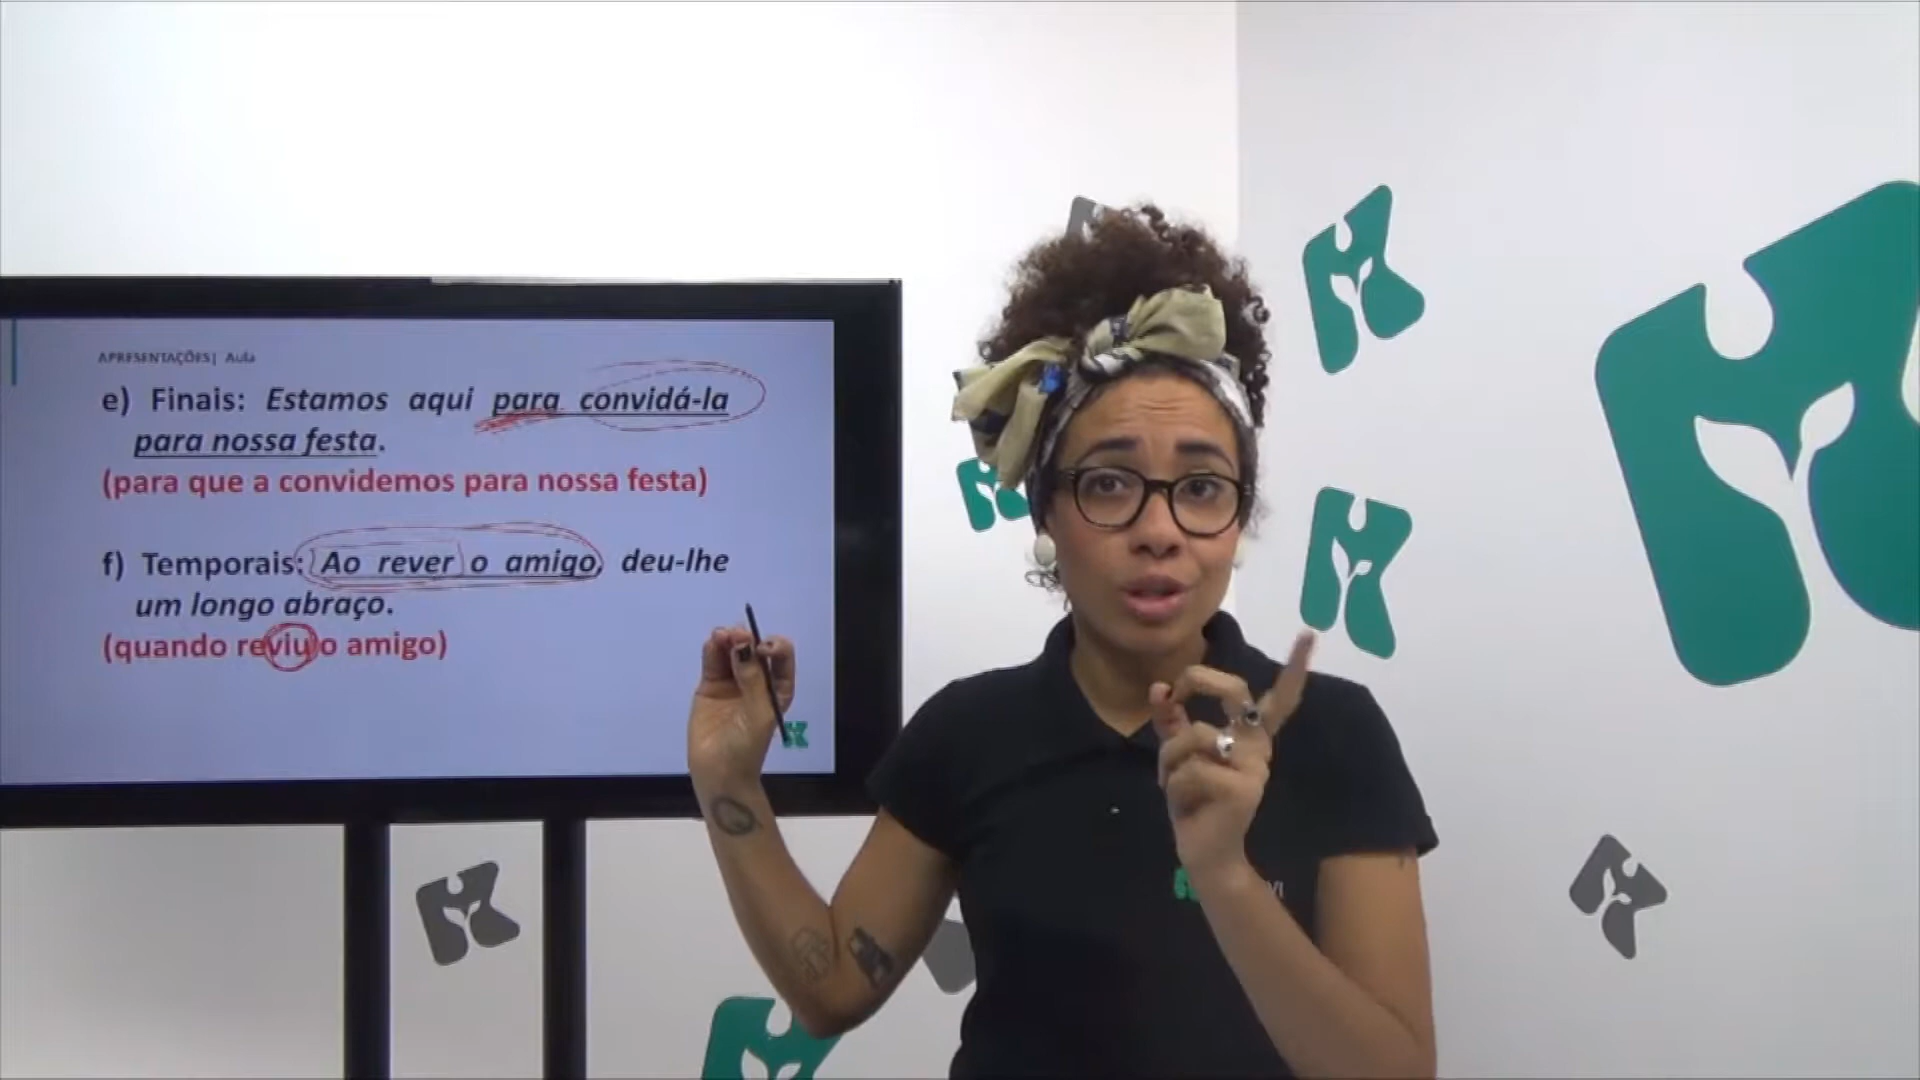 APRESENTAÇÕES| Aula
e) Finais: Estamos aqui para convidá-la
para nossa festa.
(para que a convidemos para nossa festa)
f) Temporais: Ao rever o amigo, deu-lhe
um longo abraço.
(quando reviu o amigo)